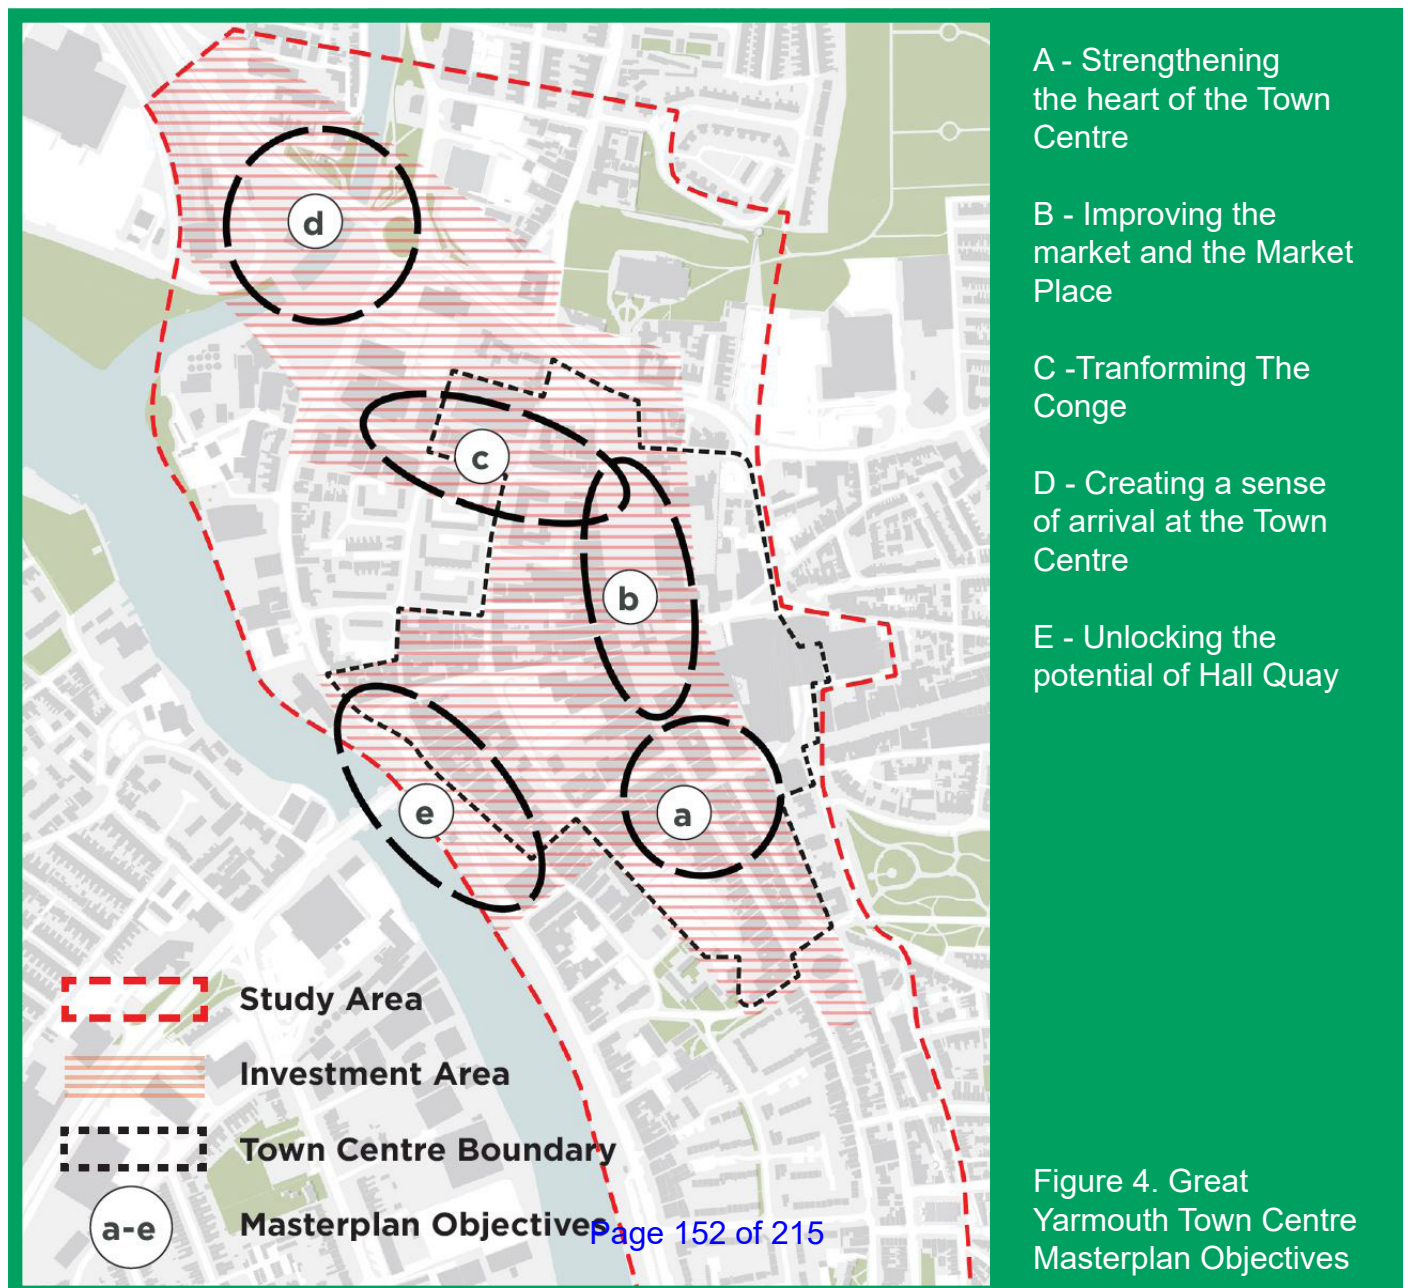 A - Strengthening
the heart of the Town
Centre
B - Improving the
market and the Market
Place
C -Tranforming The
Conge
D - Creating a sense
of arrival at the Town
Centre
E - Unlocking the
potential of Hall Quay
d
c
b
e
a
Study Area
Investment Area
Town Centre Boundary
a-e
Masterplan Objectives
Page 152 of 215
Figure 4. Great
Yarmouth Town Centre
Masterplan Objectives